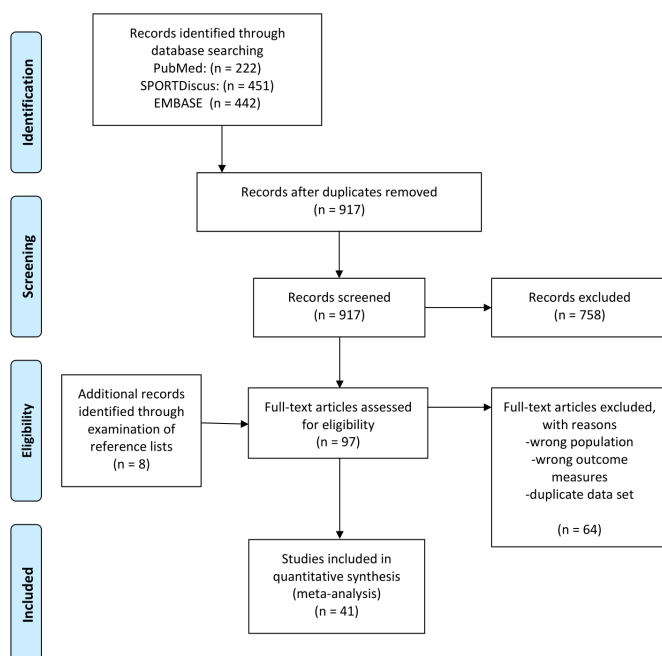 Identification
Records identified through
database searching
PubMed: (n = 222)
SPORTDiscus: (n = 451)
EMBASE (n = 442)
Records after duplicates removed
(n = 917)
Screening
Records screened
(n = 917)
Records excluded
(n = 758)
Eligibility
Additional records
identified through
examination of
reference lists
(n = 8)
Full-text articles assessed
for eligibility
(n = 97)
Full-text articles excluded,
with reasons
-wrong population
-wrong outcome
measures
-duplicate data set
(n = 64)
Included
Studies included in
quantitative synthesis
(meta-analysis)
(n = 41)